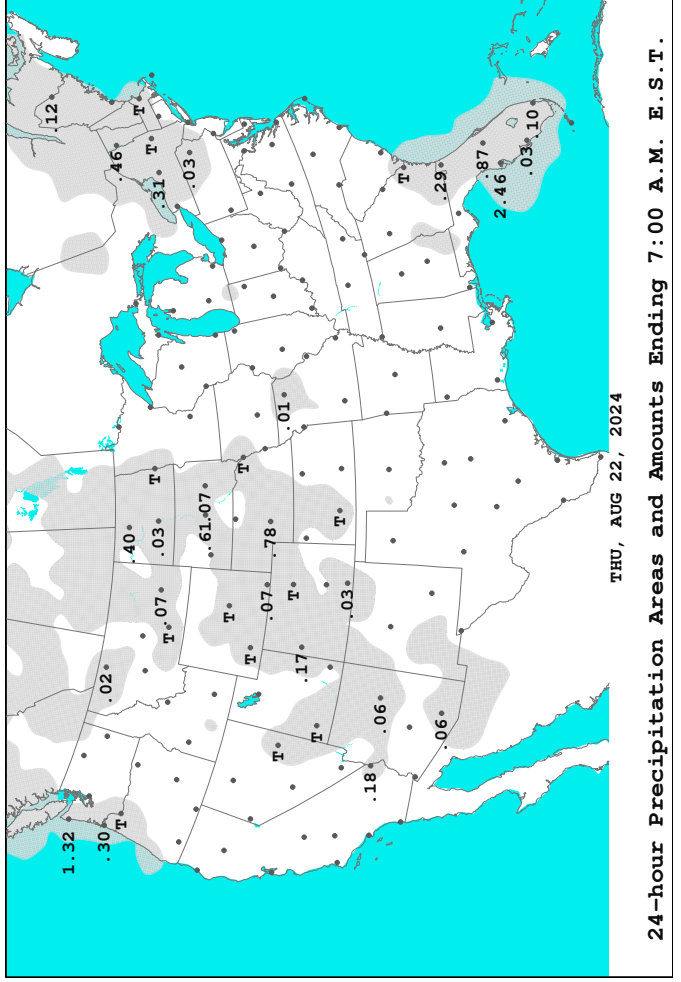 .12
1.32
.30
.02
.46
T
.40
T
T
T
.03
.31
.07
T
.03
.61
.07
T
T
T
.07
.78
T
.01
T
.17
T
T
.03
.18
.06
T
.06
.29
.87
2.46
.03
.10
THU, AUG 22, 2024
24-hour Precipitation Areas and Amounts Ending 7:00 A.M. E.S.T.